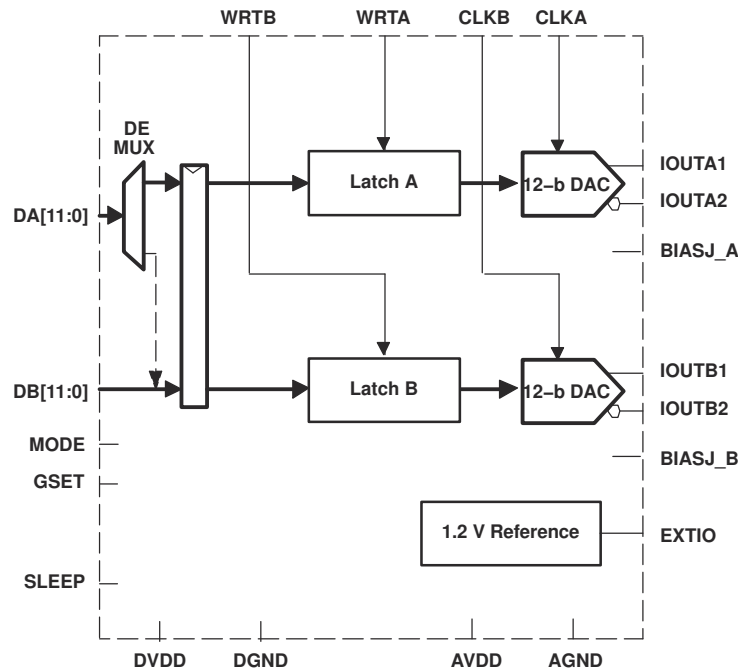 WRTB WRTA CLKB CLKA
DE
MUX
Latch A
12–b DAC
IOUTA1
IOUTA2
DA[11:0]
BIASJ_A
DB[11:0]
Latch B
12–b DAC
IOUTB1
IOUTB2
MODE
BIASJ_B
GSET
1.2 V Reference
EXTIO
SLEEP
DVDD DGND AVDD AGND